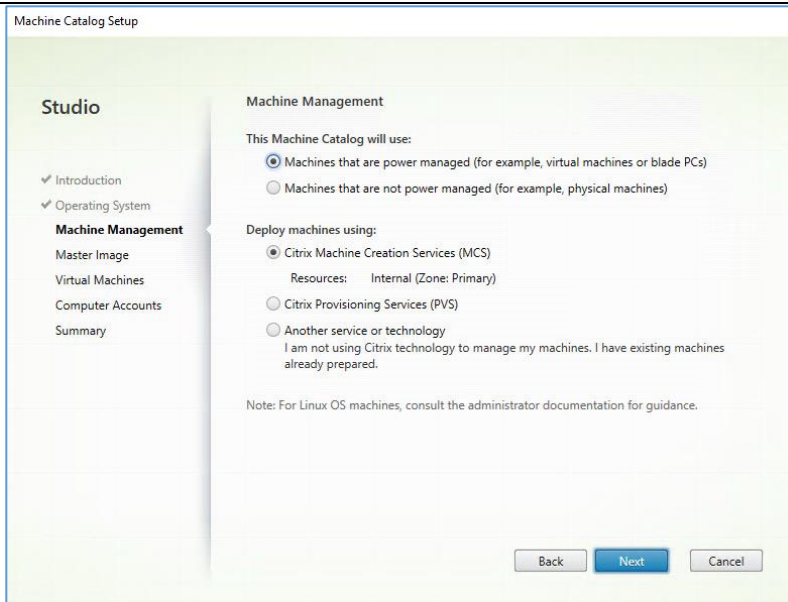 Machine Catalog Setup
Studio
Introduction
Operating System
Machine Management
Master Image
Virtual Machines
Computer Accounts
Summary
Machine Management
This Machine Catalog will use:
Machines that are power managed (for example, virtual machines or blade PCs)
Machines that are not power managed (for example, physical machines)
Deploy machines using:
Citrix Machine Creation Services (MCS)
Resources: Internal (Zone: Primary)
Citrix Provisioning Services (PVS)
Another service or technology
I am not using Citrix technology to manage my machines. I have existing machines
already prepared.
Note: For Linux OS machines, consult the administrator documentation for guidance.
Back Next Cancel